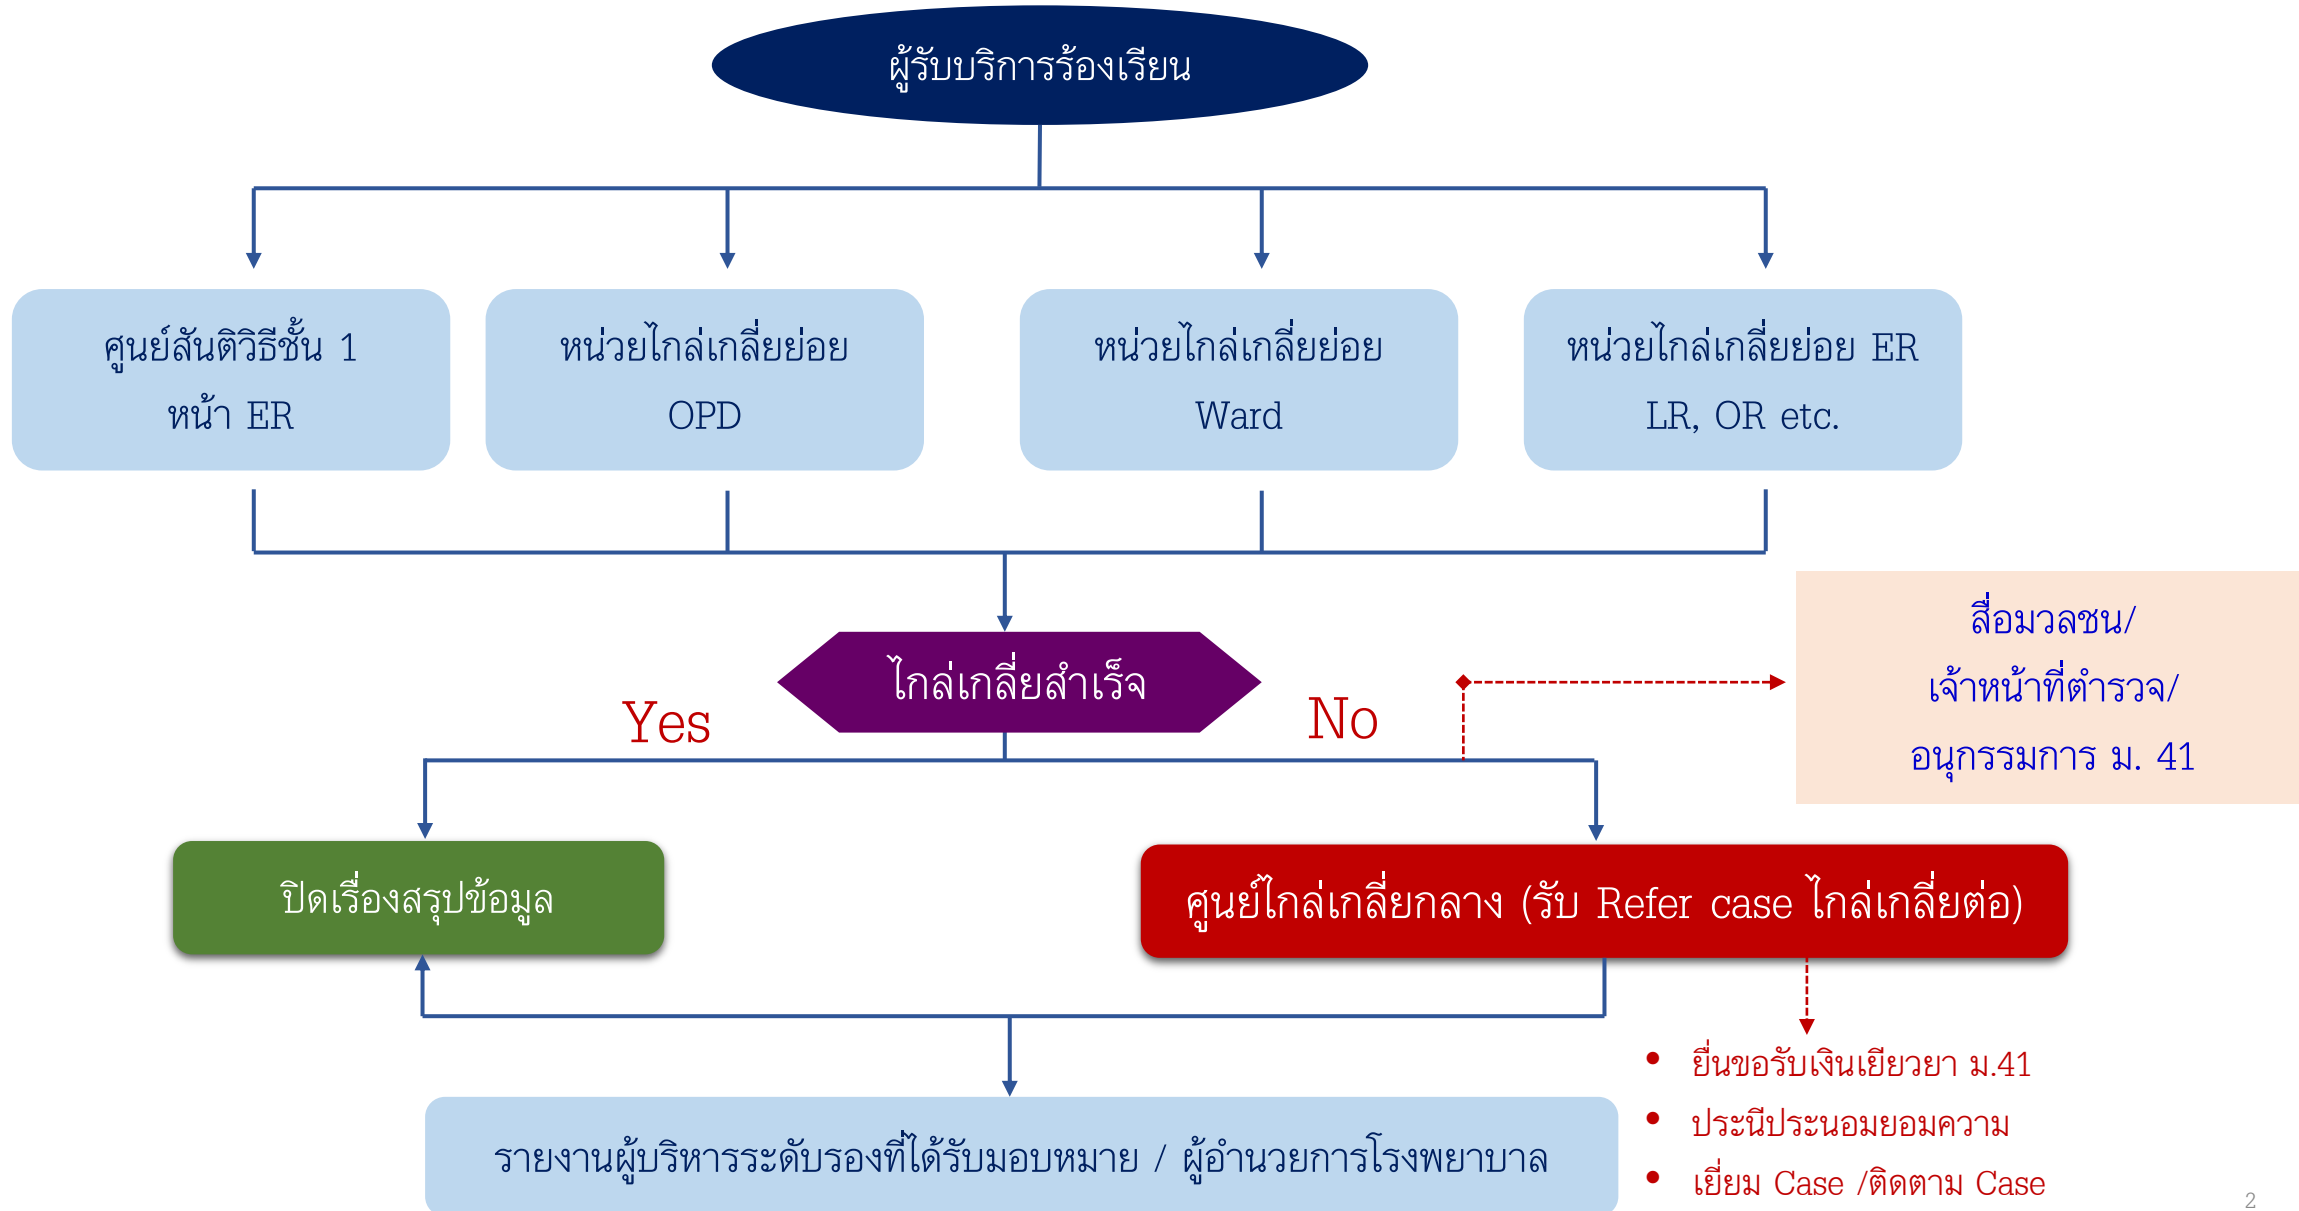 ผู้รับบริการร้องเรียน
ศูนย์สันติวิธีชั้น 1
หน้า ER
หน่วยไกล่เกลี่ยย่อย
OPD
หน่วยไกล่เกลี่ยย่อย
Ward
หน่วยไกล่เกลี่ยย่อย ER
LR, OR etc.
ไกล่เกลี่ยสำเร็จ
Yes
No
สื่อมวลชน/
เจ้าหน้าที่ตำรวจ/
อนุกรรมการ ม. 41
ปิดเรื่องสรุปข้อมูล
ศูนย์ไกล่เกลี่ยกลาง (รับ Refer case ไกล่เกลี่ยต่อ)
รายงานผู้บริหารระดับรองที่ได้รับมอบหมาย / ผู้อำนวยการโรงพยาบาล
• ยื่นขอรับเงินเยียวยา ม.41
• ประนีประนอมยอมความ
• เยี่ยม Case /ติดตาม Case
2